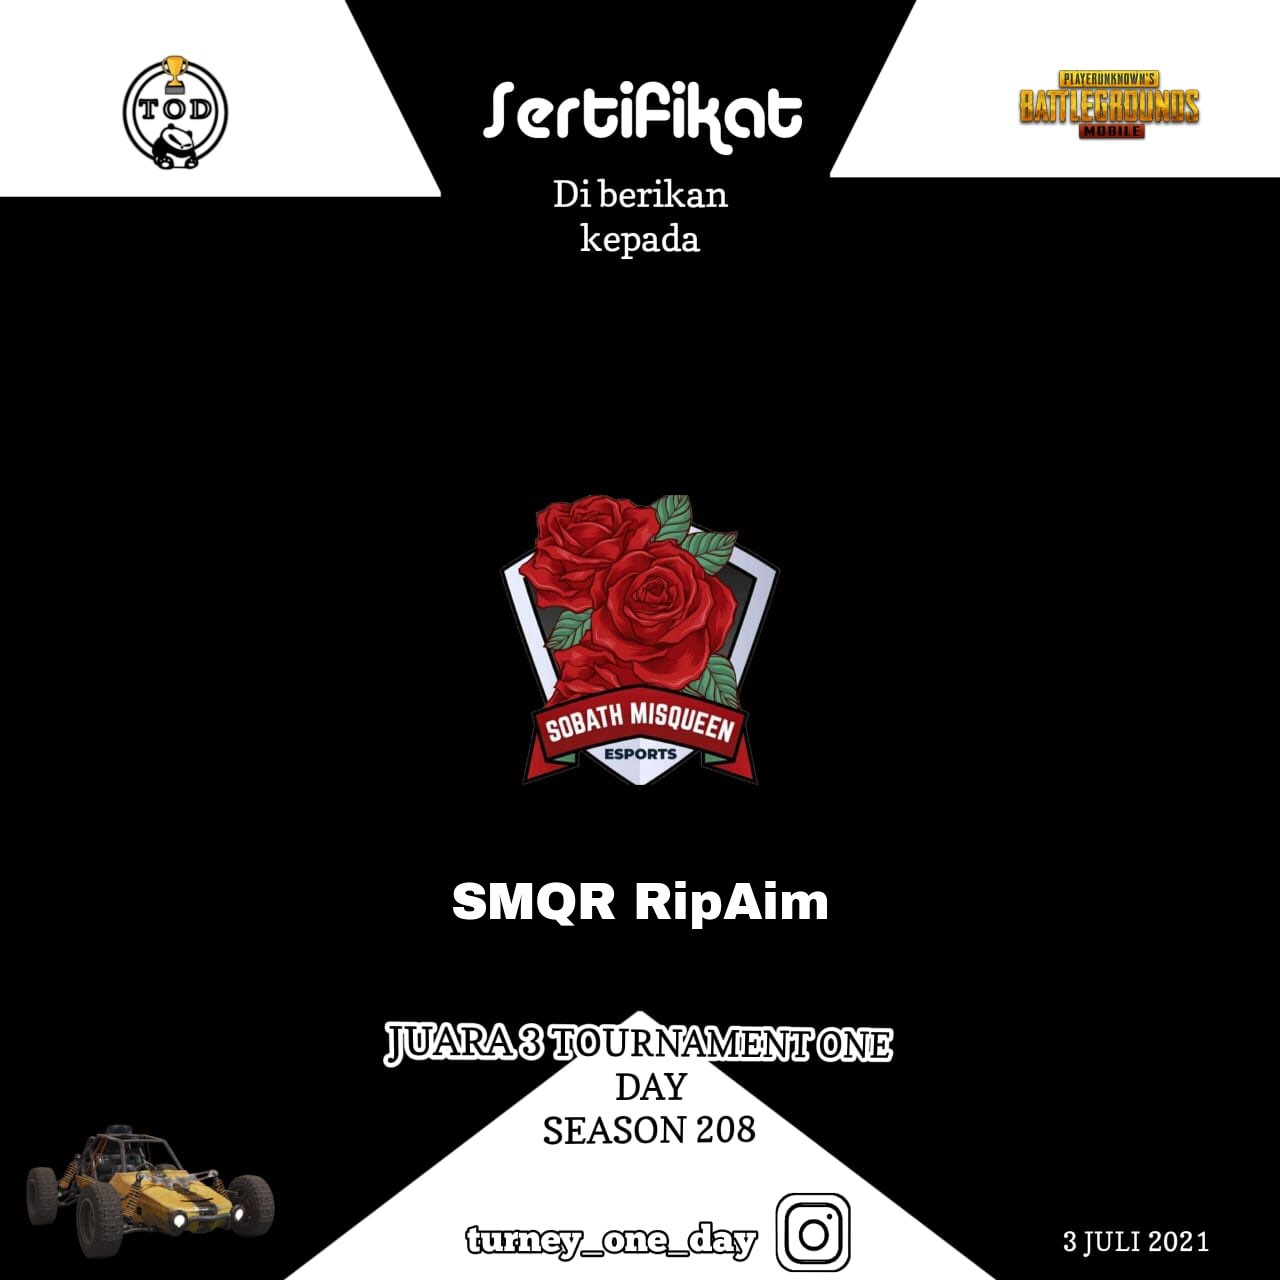 TOD
PLAYERUNKNOWN'S
BATTLEGROUNDS
MOBILE
Sertifikat
Di berikan
kepada
SOBATH MISQUEEN
ESPORTS
SMQR RipAim
JUARA 3 TOURNAMENT ONE
DAY
SEASON 208
turney_one_day
3 JULI 2021